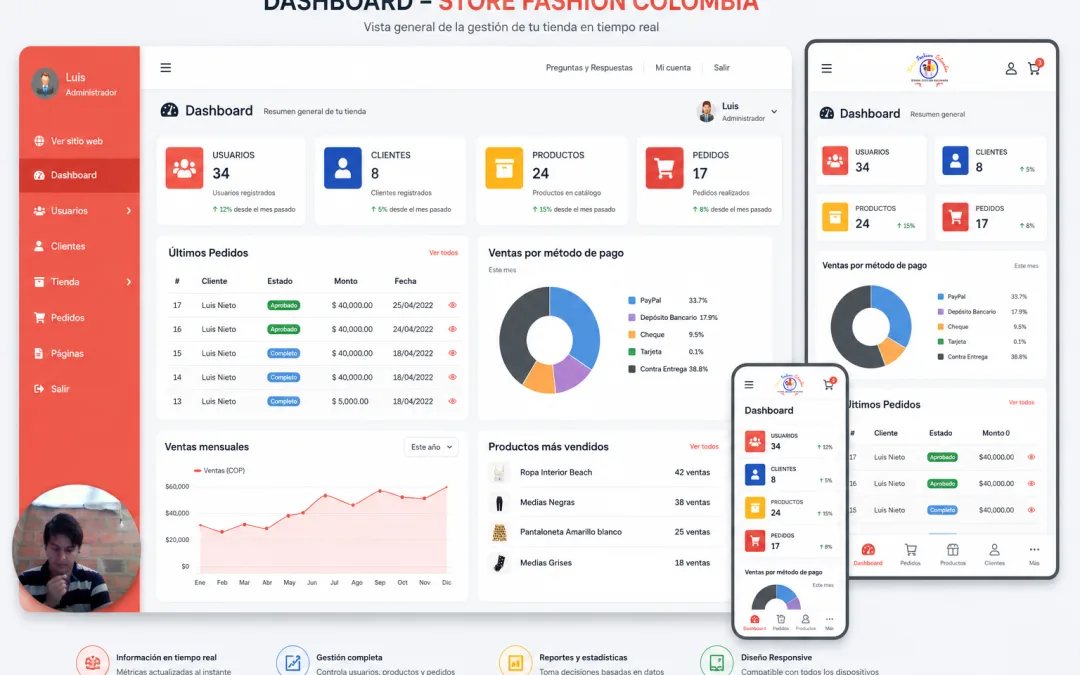 DASHBOARD – STORE FASHION COLOMBIA
Vista general de la gestión de tu tienda en tiempo real
Luis
Administrador
Ver sitio web
Dashboard
Usuarios
Clientes
Tienda
Pedidos
Páginas
Salir
Preguntas y Respuestas
Mi cuenta
Salir
Dashboard
Resumen general de tu tienda
Luis
Administrador
USUARIOS
34
Usuarios registrados
↑ 12% desde el mes pasado
CLIENTES
8
Clientes registrados
↑ 5% desde el mes pasado
PRODUCTOS
24
Productos en catálogo
↑ 15% desde el mes pasado
PEDIDOS
17
Pedidos realizados
↑ 8% desde el mes pasado
Últimos Pedidos
Ver todos
# Cliente Estado Monto Fecha
17 Luis Nieto Aprobado $ 40,000.00 25/04/2022
16 Luis Nieto Aprobado $ 40,000.00 24/04/2022
15 Luis Nieto Completo $ 40,000.00 18/04/2022
14 Luis Nieto Completo $ 40,000.00 18/04/2022
13 Luis Nieto Completo $ 5,000.00 18/04/2022
Ventas por método de pago
Este mes
PayPal 33.7%
Depósito Bancario 17.9%
Cheque 9.5%
Tarjeta 0.1%
Contra Entrega 38.8%
Ventas mensuales
Este año
Ventas (COP)
$60,000
$40,000
$20,000
$0
Ene Feb Mar Abr May Jun Jul Ago Sep Oct Nov Dic
Productos más vendidos
Ver todos
Ropa Interior Beach 42 ventas
Medias Negras 38 ventas
Pantaloneta Amarillo blanco 25 ventas
Medias Grises 18 ventas
3
Dashboard
Resumen general
USUARIOS
34
CLIENTES
8
↑ 5%
PRODUCTOS
24
↑ 15%
PEDIDOS
17
↑ 8%
Ventas por método de pago
Este mes
PayPal 33.7%
Depósito Bancario 17.9%
Cheque 9.5%
Tarjeta 0.1%
Contra Entrega 38.8%
Últimos Pedidos
Ver todos
# Cliente Estado Monto 0
17 Luis Nieto Aprobado $40,000.00
16 Luis Nieto Aprobado $40,000.00
15 Luis Nieto Completo $40,000.00
Dashboard
Pedidos
Productos
Clientes
Más
Dashboard
USUARIOS
34
↑ 12%
CLIENTES
8
↑ 5%
PRODUCTOS
24
↑ 15%
PEDIDOS
17
↑ 8%
Ventas por método de pago
Este mes
Dashboard
Pedidos
Productos
Más
Información en tiempo real
Métricas actualizadas al instante
Gestión completa
Controla usuarios, productos y pedidos
Reportes y estadísticas
Toma decisiones basadas en datos
Diseño Responsive
Compatible con todos los dispositivos